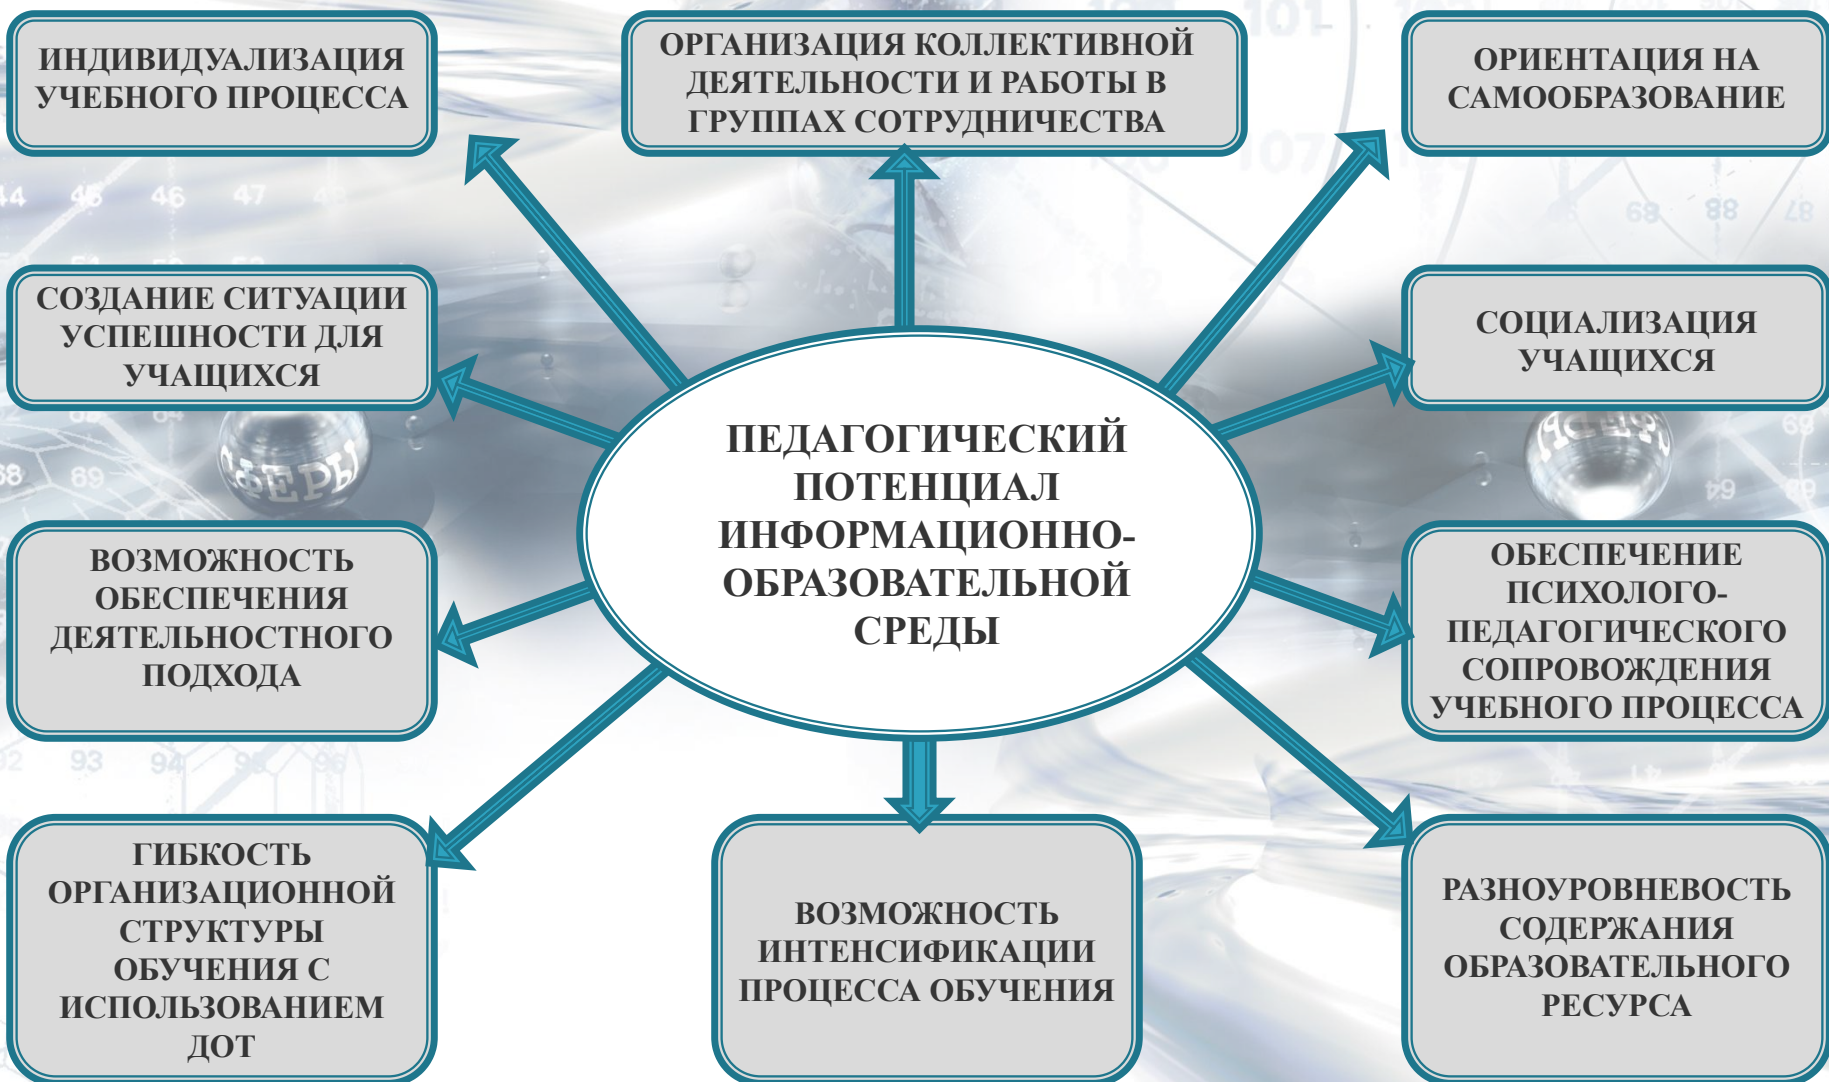 ИНДИВИДУАЛИЗАЦИЯ
УЧЕБНОГО ПРОЦЕССА
ОРГАНИЗАЦИЯ КОЛЛЕКТИВНОЙ
ДЕЯТЕЛЬНОСТИ И РАБОТЫ В
ГРУППАХ СОТРУДНИЧЕСТВА
ОРИЕНТАЦИЯ НА
САМООБРАЗОВАНИЕ
СОЗДАНИЕ СИТУАЦИИ
УСПЕШНОСТИ ДЛЯ
УЧАЩИХСЯ
СОЦИАЛИЗАЦИЯ
УЧАЩИХСЯ
ПЕДАГОГИЧЕСКИЙ
ПОТЕНЦИАЛ
ИНФОРМАЦИОННО-
ОБРАЗОВАТЕЛЬНОЙ
СРЕДЫ
ВОЗМОЖНОСТЬ
ОБЕСПЕЧЕНИЯ
ДЕЯТЕЛЬНОСТНОГО
ПОДХОДА
ОБЕСПЕЧЕНИЕ
ПСИХОЛОГО-
ПЕДАГОГИЧЕСКОГО
СОПРОВОЖДЕНИЯ
УЧЕБНОГО ПРОЦЕССА
ГИБКОСТЬ
ОРГАНИЗАЦИОННОЙ
СТРУКТУРЫ
ОБУЧЕНИЯ С
ИСПОЛЬЗОВАНИЕМ
ДОТ
ВОЗМОЖНОСТЬ
ИНТЕНСИФИКАЦИИ
ПРОЦЕССА ОБУЧЕНИЯ
РАЗНОУРОВНЕВОСТЬ
СОДЕРЖАНИЯ
ОБРАЗОВАТЕЛЬНОГО
РЕСУРСА